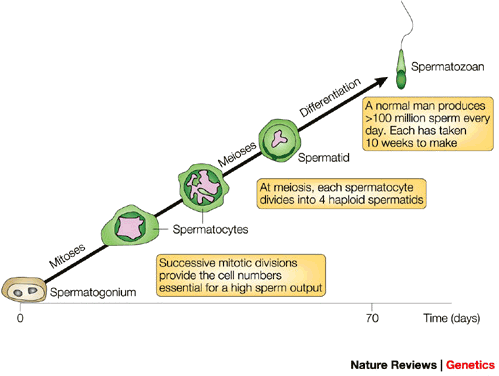 Spermatozoan
Differentiation
A normal man produces
>100 million sperm every
day. Each has taken
10 weeks to make
Meioses
Spermatid
At meiosis, each spermatocyte
divides into 4 haploid spermatids
Spermatocytes
Mitoses
Successive mitotic divisions
provide the cell numbers
essential for a high sperm output
Spermatogonium
0 70 Time (days)
Nature Reviews | Genetics